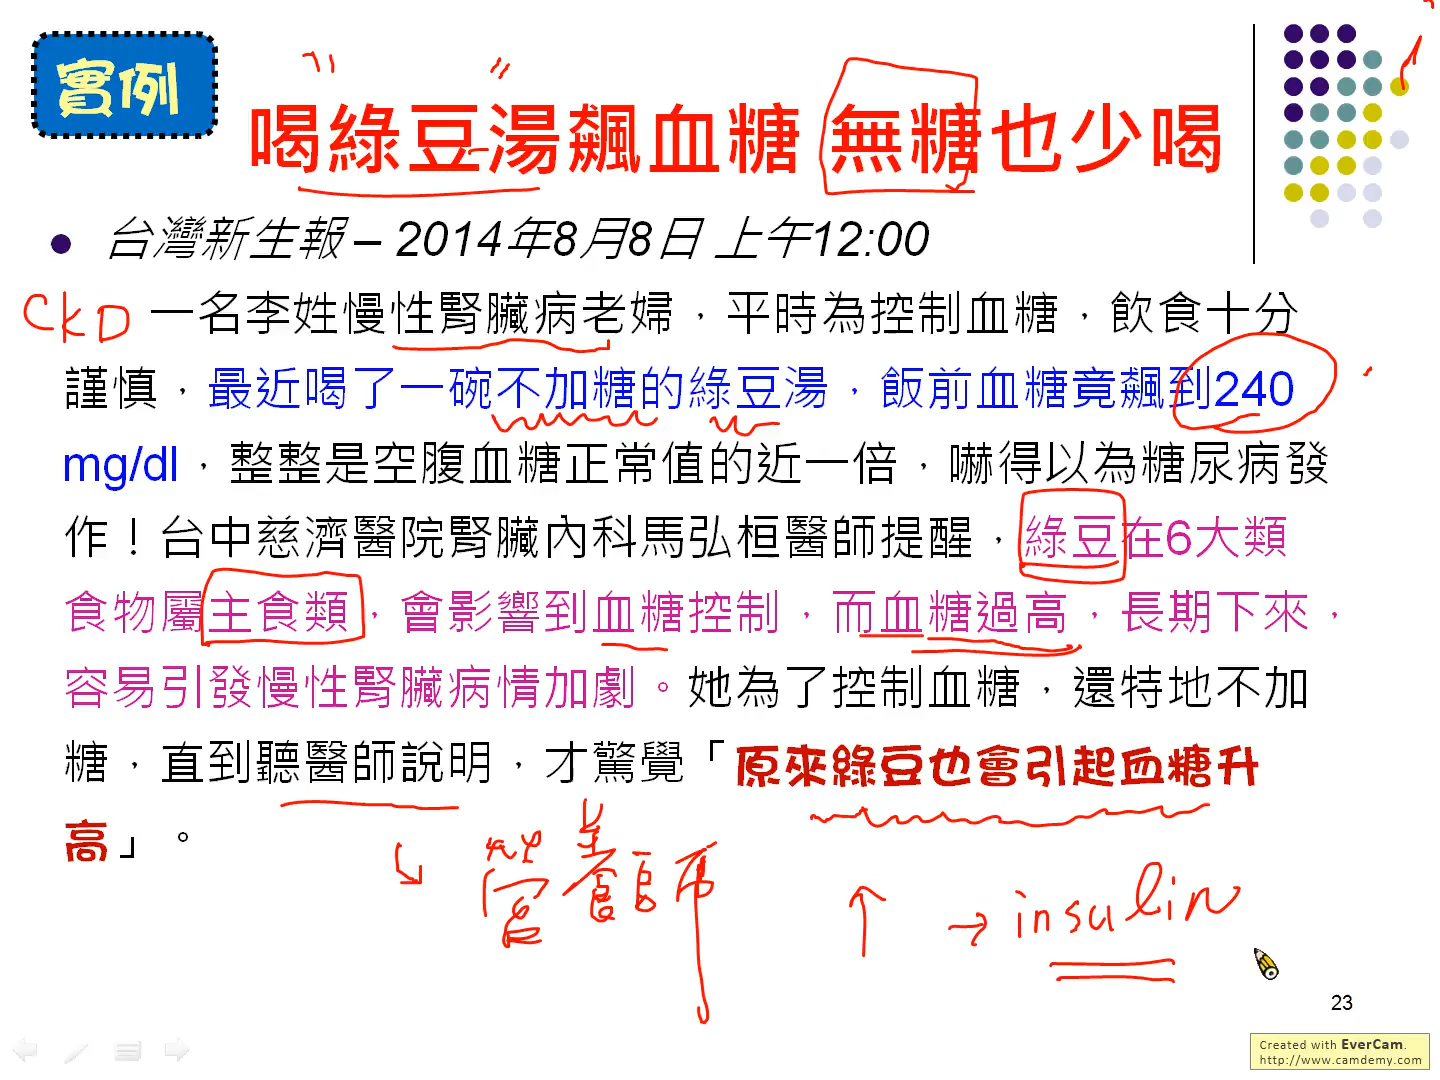 實例
喝綠豆湯飆血糖 無糖也少喝
台灣新生報 – 2014年8月8日 上午12:00
CKD 一名李姓慢性腎臟病老婦，平時為控制血糖，飲食十分
謹慎，最近喝了一碗不加糖的綠豆湯，飯前血糖竟飆到240
mg/dl，整整是空腹血糖正常值的近一倍，嚇得以為糖尿病發
作！台中慈濟醫院腎臟內科馬弘桓醫師提醒，綠豆在6大類
食物屬主食類，會影響到血糖控制，而血糖過高，長期下來，
容易引發慢性腎臟病情加劇。她為了控制血糖，還特地不加
糖，直到聽醫師說明，才驚覺「原來綠豆也會引起血糖升
高」。
營養師 ↑ → insulin
23
Created with EverCam.
http://www.camdemy.com